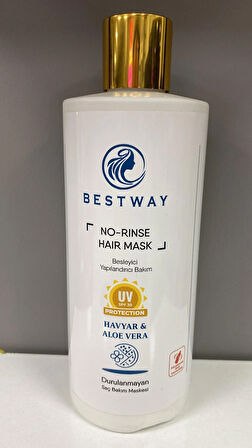 BESTWAY
NO-RINSE
HAIR MASK
Besleyici
Yapılandırıcı Bakım
UV
SPF 30
PROTECTION
HAVYAR &
ALOE VERA
Durulanmayan
Saç Bakım Maskesi